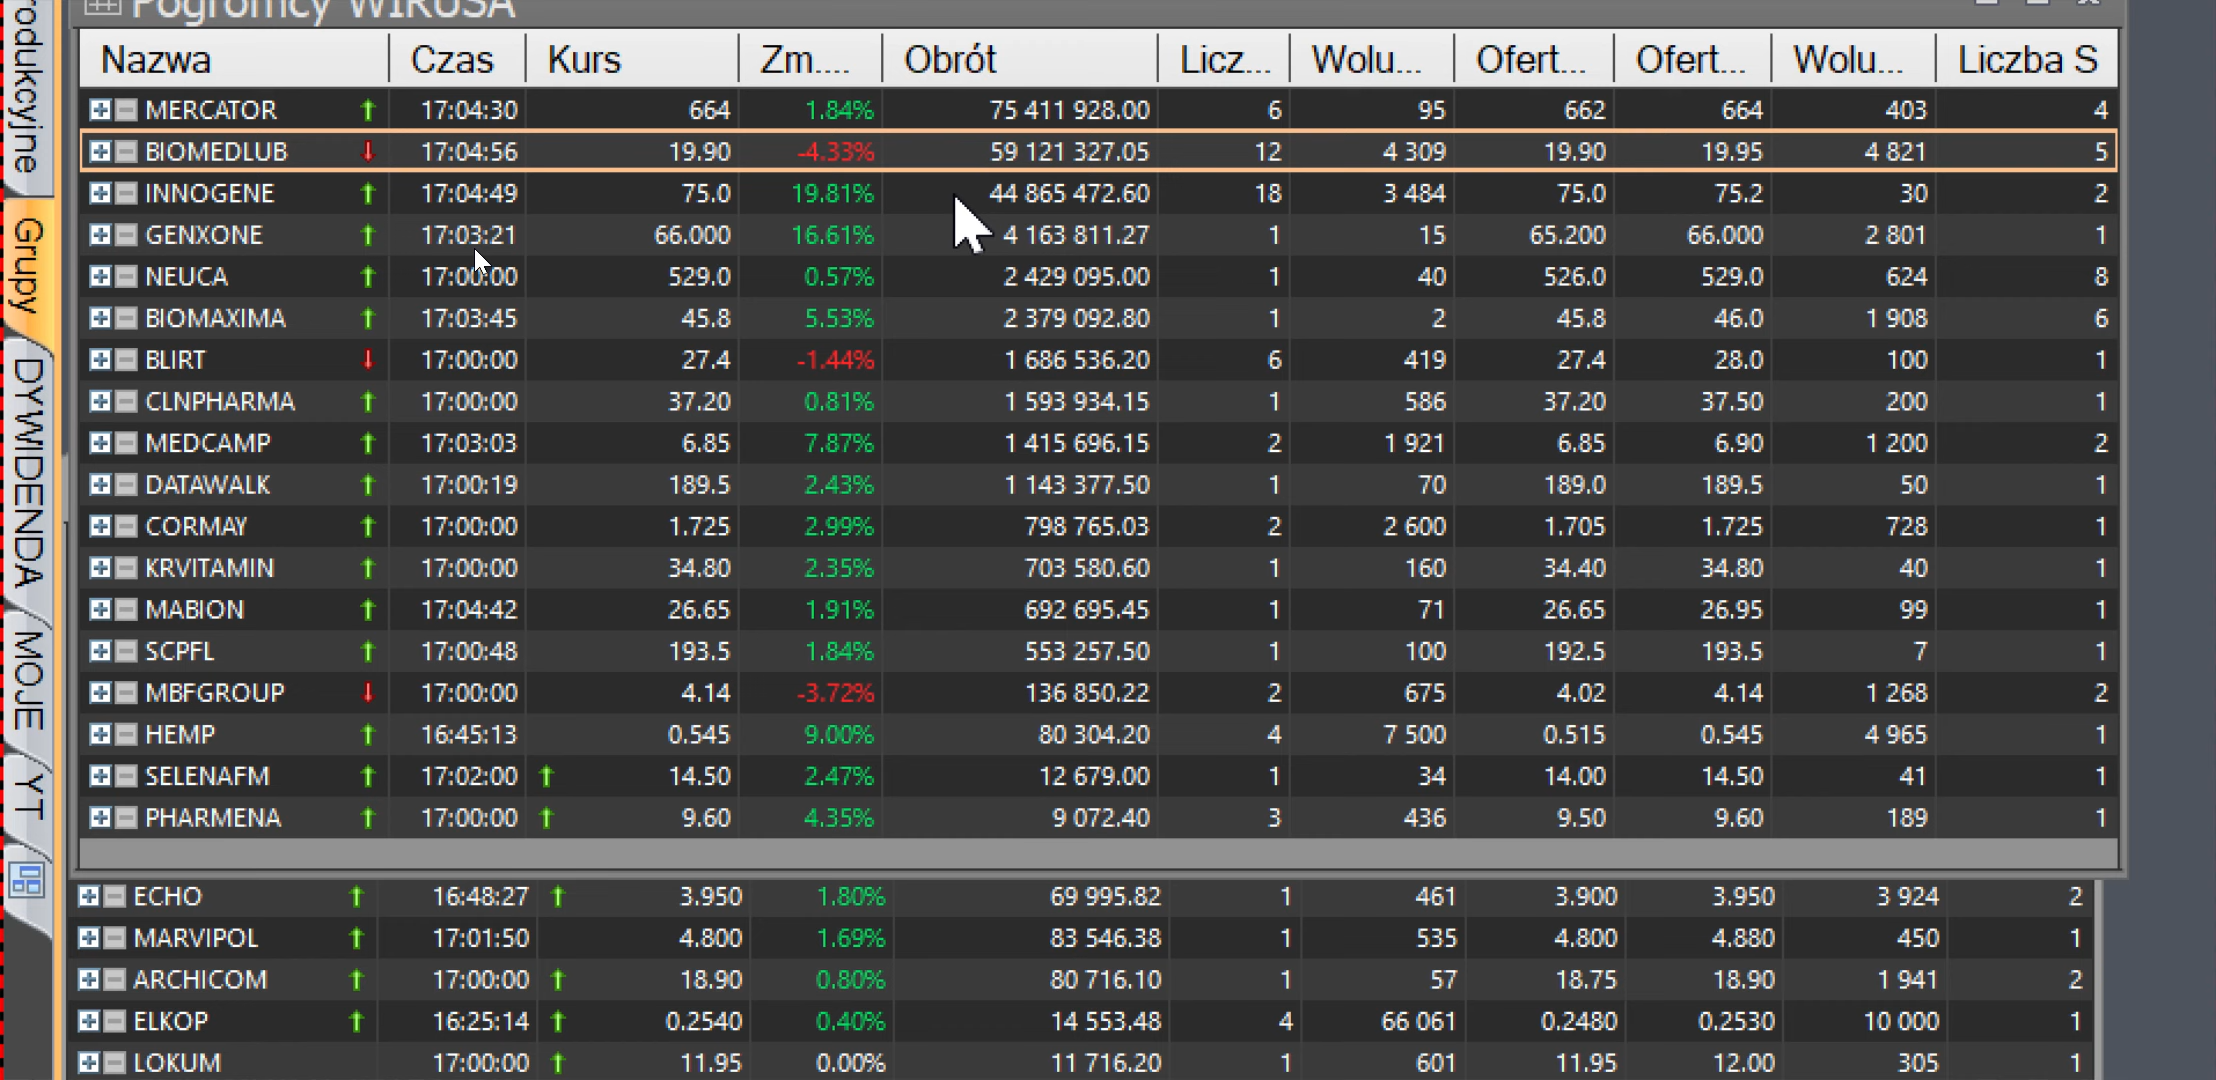 Pogromcy WIRUSA
Nazwa Czas Kurs Zm.... Obrót Licz... Wolu... Ofert... Ofert... Wolu... Liczba S
MERCATOR 17:04:30 664 1.84% 75 411 928.00 6 95 662 664 403 4
BIOMEDLUB 17:04:56 19.90 -4.33% 59 121 327.05 12 4 309 19.90 19.95 4 821 5
INNOGENE 17:04:49 75.0 19.81% 44 865 472.60 18 3 484 75.0 75.2 30 2
GENXONE 17:03:21 66.000 16.61% 4 163 811.27 1 15 65.200 66.000 2 801 1
NEUCA 17:00:00 529.0 0.57% 2 429 095.00 1 40 526.0 529.0 624 8
BIOMAXIMA 17:03:45 45.8 5.53% 2 379 092.80 1 2 45.8 46.0 1 908 6
BLIRT 17:00:00 27.4 -1.44% 1 686 536.20 6 419 27.4 28.0 100 1
CLNPHARMA 17:00:00 37.20 0.81% 1 593 934.15 1 586 37.20 37.50 200 1
MEDCAMP 17:03:03 6.85 7.87% 1 415 696.15 2 1 921 6.85 6.90 1 200 2
DATAWALK 17:00:19 189.5 2.43% 1 143 377.50 1 70 189.0 189.5 50 1
CORMAY 17:00:00 1.725 2.99% 798 765.03 2 2 600 1.705 1.725 728 1
KRVITAMIN 17:00:00 34.80 2.35% 703 580.60 1 160 34.40 34.80 40 1
MABION 17:04:42 26.65 1.91% 692 695.45 1 71 26.65 26.95 99 1
SCPFL 17:00:48 193.5 1.84% 553 257.50 1 100 192.5 193.5 7 1
MBFGROUP 17:00:00 4.14 -3.72% 136 850.22 2 675 4.02 4.14 1 268 2
HEMP 16:45:13 0.545 9.00% 80 304.20 4 7 500 0.515 0.545 4 965 1
SELENAFM 17:02:00 14.50 2.47% 12 679.00 1 34 14.00 14.50 41 1
PHARMENA 17:00:00 9.60 4.35% 9 072.40 3 436 9.50 9.60 189 1
ECHO 16:48:27 3.950 1.80% 69 995.82 1 461 3.900 3.950 3 924 2
MARVIPOL 17:01:50 4.800 1.69% 83 546.38 1 535 4.800 4.880 450 1
ARCHICOM 17:00:00 18.90 0.80% 80 716.10 1 57 18.75 18.90 1 941 2
ELKOP 16:25:14 0.2540 0.40% 14 553.48 4 66 061 0.2480 0.2530 10 000 1
LOKUM 17:00:00 11.95 0.00% 11 716.20 1 601 11.95 12.00 305 1
odukcyjne
Grupy
DYWIDENDA
MOJE
YT